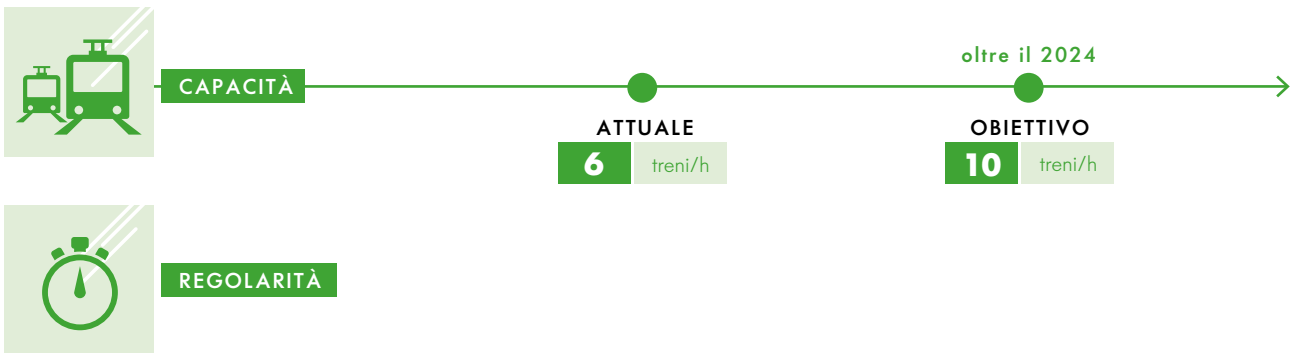 oltre il 2024
CAPACITÀ
ATTUALE
OBIETTIVO
6 treni/h
10 treni/h
REGOLARITÀ